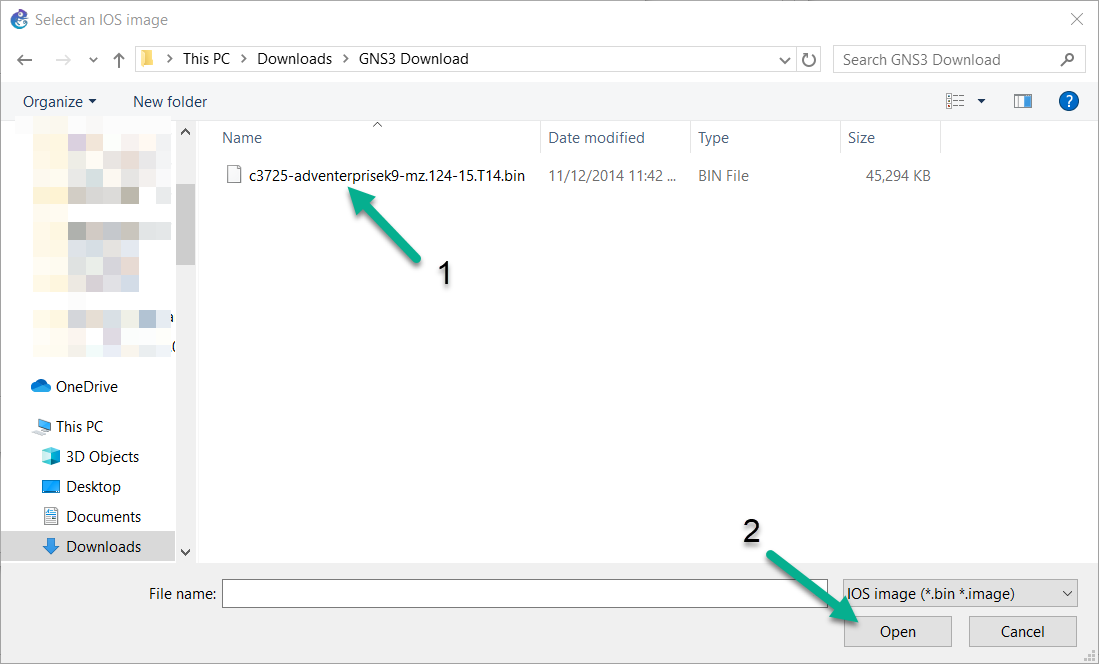 Select an IOS image
This PC > Downloads > GNS3 Download
Search GNS3 Download
Organize
New folder
?
Name
Date modified
Type
Size
c3725-adventerprisek9-mz.124-15.T14.bin
11/12/2014 11:42 ...
BIN File
45,294 KB
1
OneDrive
This PC
3D Objects
Desktop
Documents
Downloads
2
File name:
IOS image (*.bin *.image)
Open
Cancel